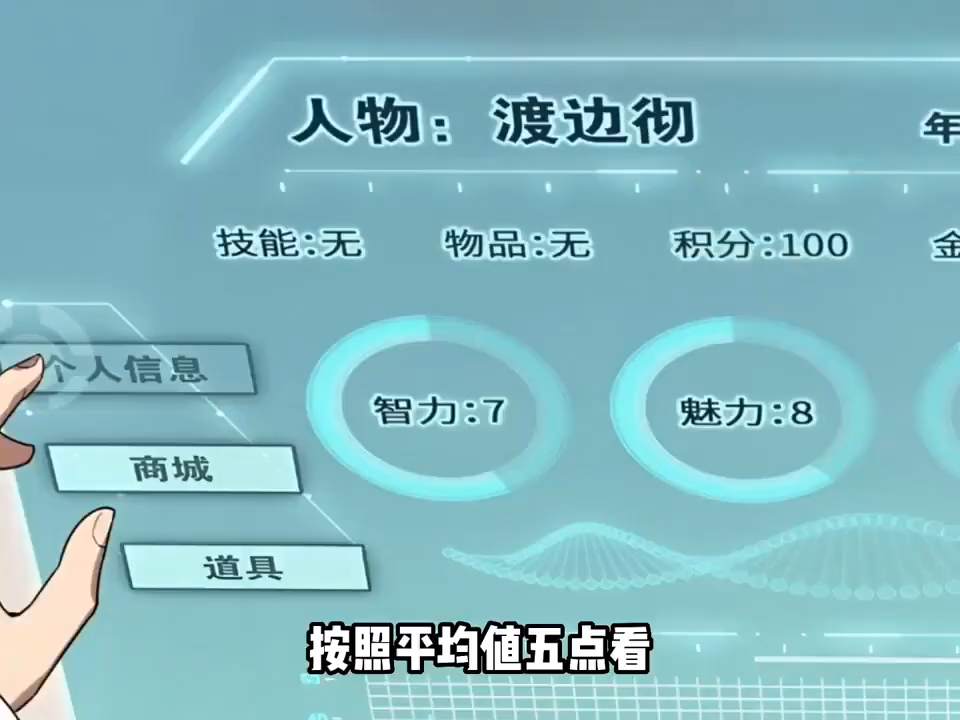 人物：渡边彻
年
技能:无 物品:无 积分:100 金
个人信息
智力:7 魅力:8
商城
道具
按照平均值五点看